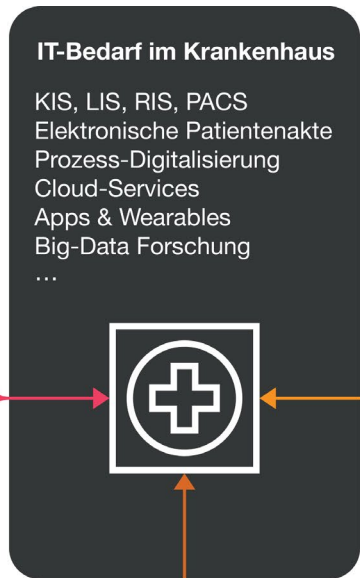 IT-Bedarf im Krankenhaus
KIS, LIS, RIS, PACS
Elektronische Patientenakte
Prozess-Digitalisierung
Cloud-Services
Apps & Wearables
Big-Data Forschung
...